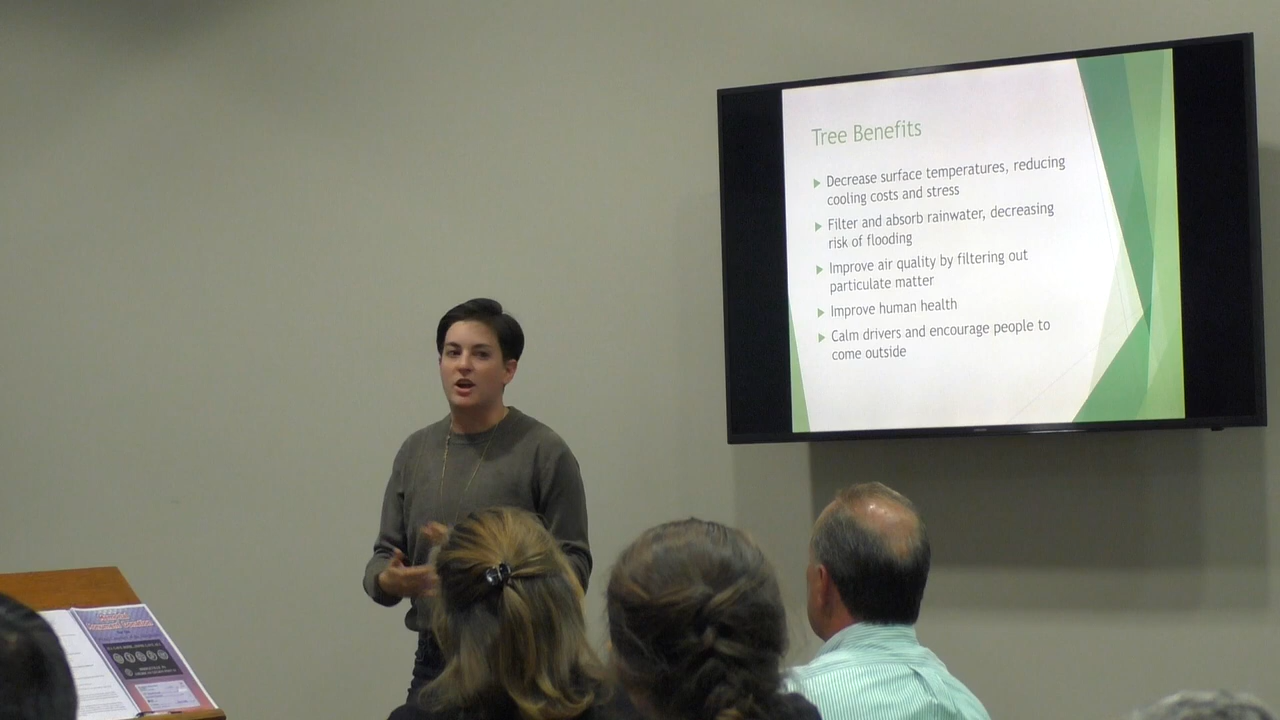 Tree Benefits
Decrease surface temperatures, reducing
cooling costs and stress
Filter and absorb rainwater, decreasing
risk of flooding
Improve air quality by filtering out
particulate matter
Improve human health
Calm drivers and encourage people to
come outside